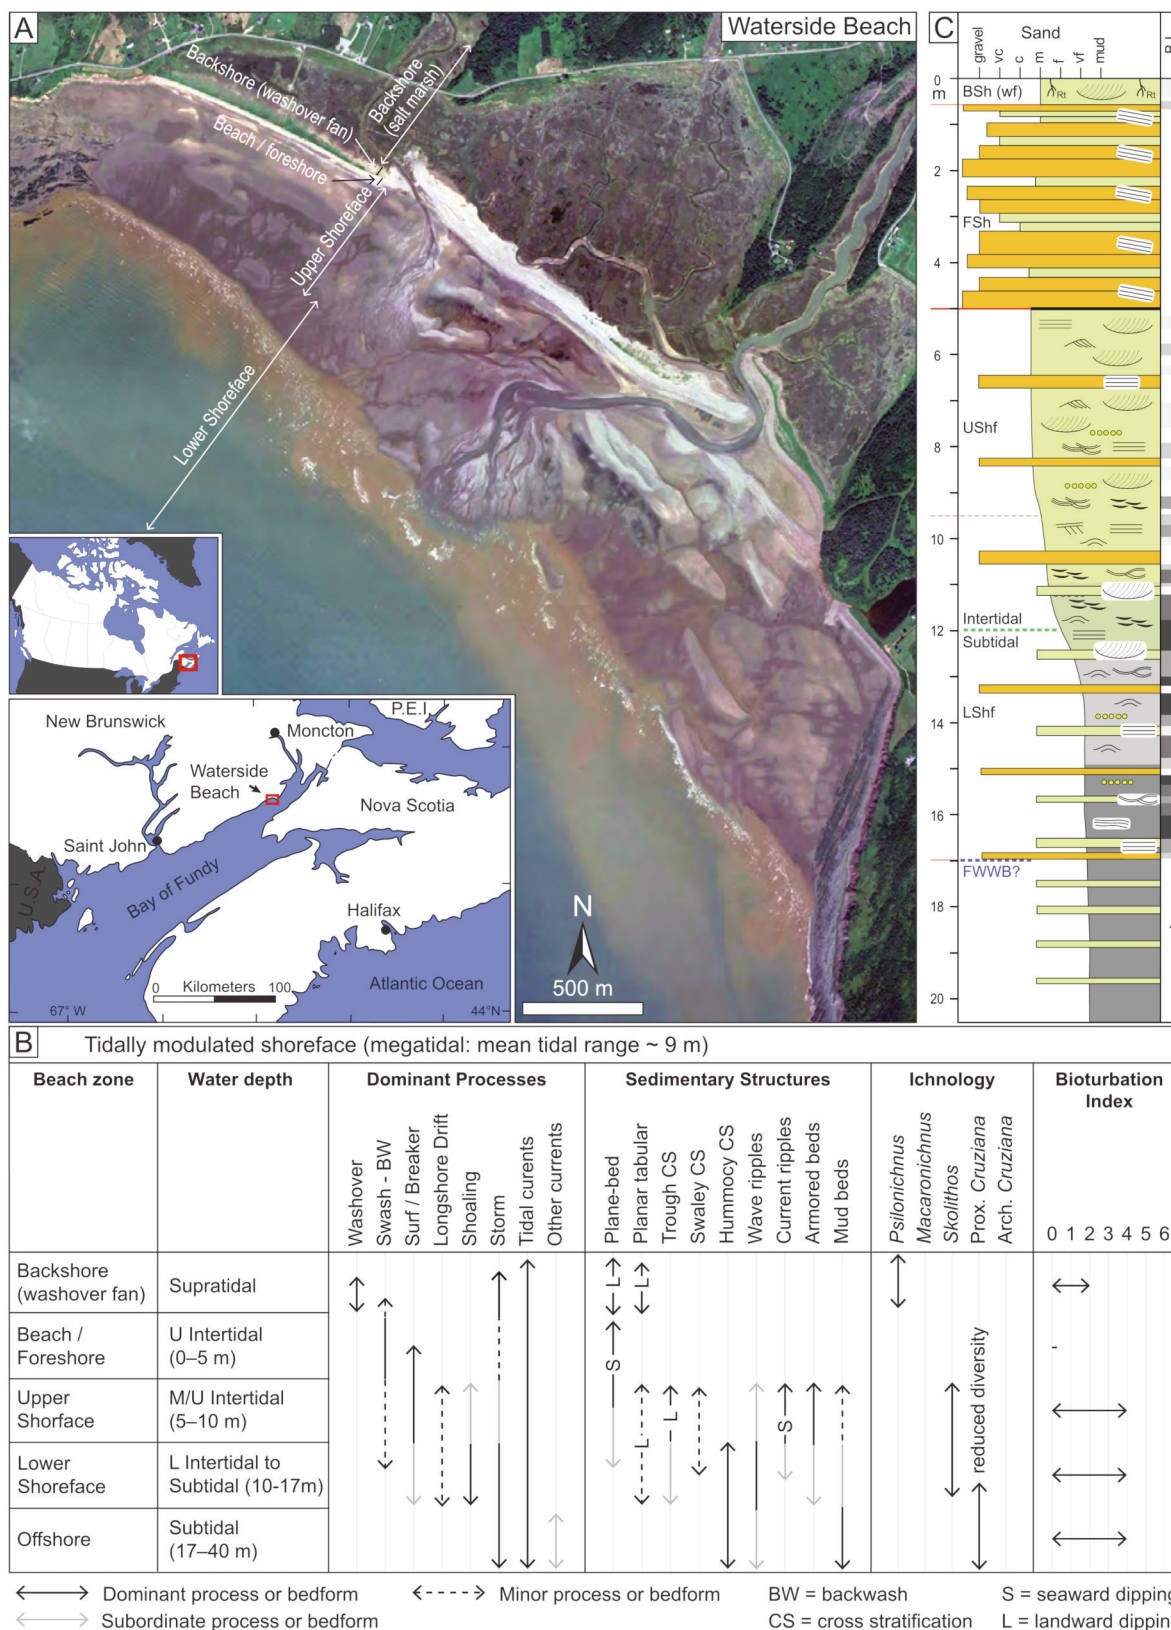 A
Waterside Beach
Backshore (washover fan)
Backshore
(salt marsh)
Beach / foreshore
Upper Shoreface
Lower Shoreface
New Brunswick
P.E.I.
Moncton
Waterside
Beach
Nova Scotia
Saint John
U.S.A.
Bay of Fundy
Halifax
Kilometers
0 100
Atlantic Ocean
67° W
44°N
N
500 m
C
Sand
gravel
vc
c
m
f
vf
mud
0
m
BSh (wf)
Rt
Rt
2
FSh
4
6
UShf
8
10
Intertidal
12
Subtidal
LShf
14
16
FWWB?
18
20
B
Tidally modulated shoreface (megatidal: mean tidal range ~ 9 m)
Beach zone
Water depth
Dominant Processes
Sedimentary Structures
Ichnology
Bioturbation
Index
Washover
Swash - BW
Surf / Breaker
Longshore Drift
Shoaling
Storm
Tidal curents
Other currents
Plane-bed
Planar tabular
Trough CS
Swaley CS
Hummocy CS
Wave ripples
Current ripples
Armored beds
Mud beds
Psilonichnus
Macaronichnus
Skolithos
Prox. Cruziana
Arch. Cruziana
0 1 2 3 4 5 6
Backshore
(washover fan)
Supratidal
L
L
Beach /
Foreshore
U Intertidal
(0–5 m)
S
-
Upper
Shorface
M/U Intertidal
(5–10 m)
L
S
reduced diversity
Lower
Shoreface
L Intertidal to
Subtidal (10-17m)
L
Offshore
Subtidal
(17–40 m)
Dominant process or bedform
Minor process or bedform
BW = backwash
S = seaward dipping
Subordinate process or bedform
CS = cross stratification
L = landward dipping